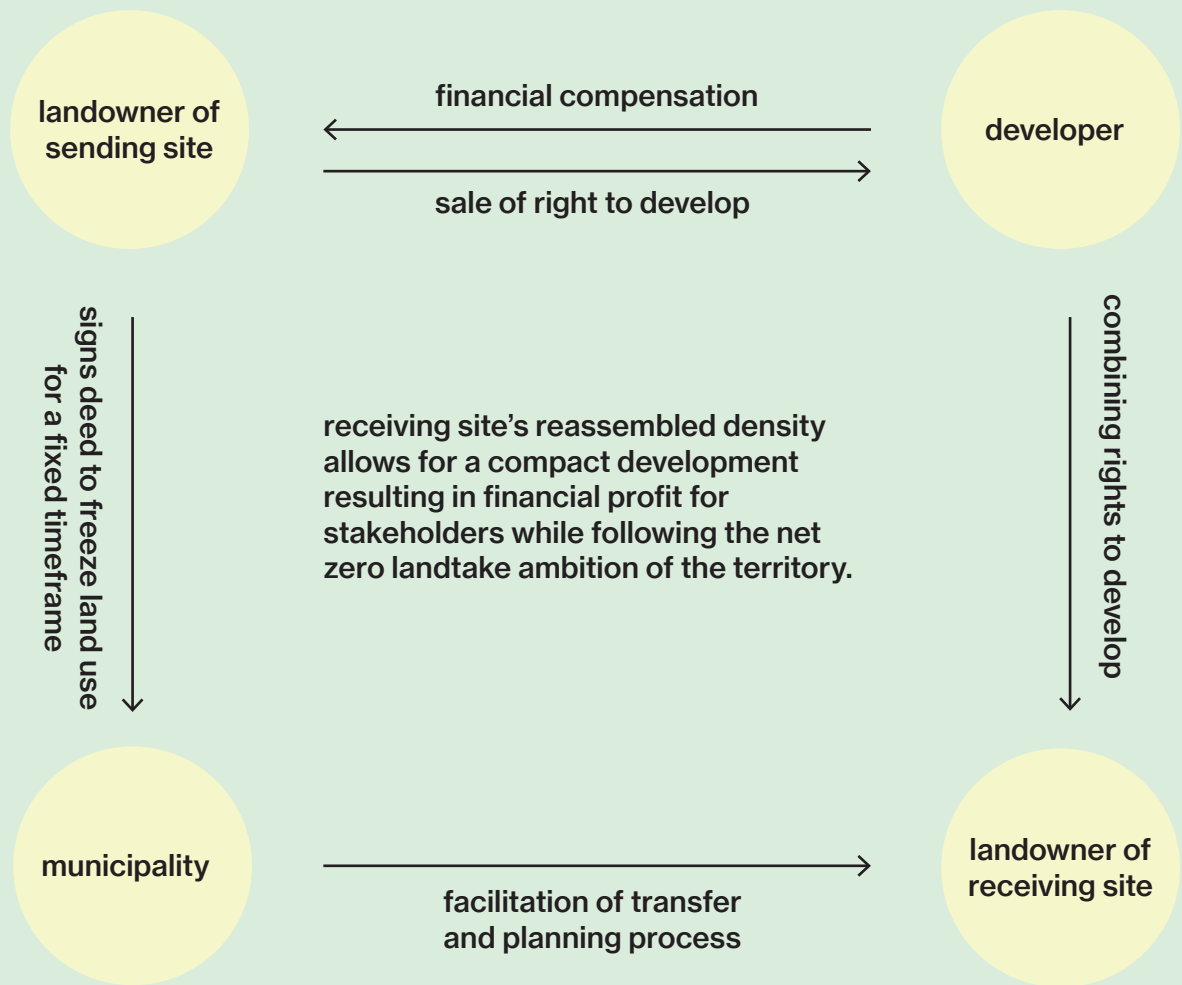 landowner of
sending site
financial compensation
sale of right to develop
developer
signs deed to freeze land use
for a fixed timeframe
receiving site’s reassembled density
allows for a compact development
resulting in financial profit for
stakeholders while following the net
zero landtake ambition of the territory.
combining rights to develop
municipality
facilitation of transfer
and planning process
landowner of
receiving site